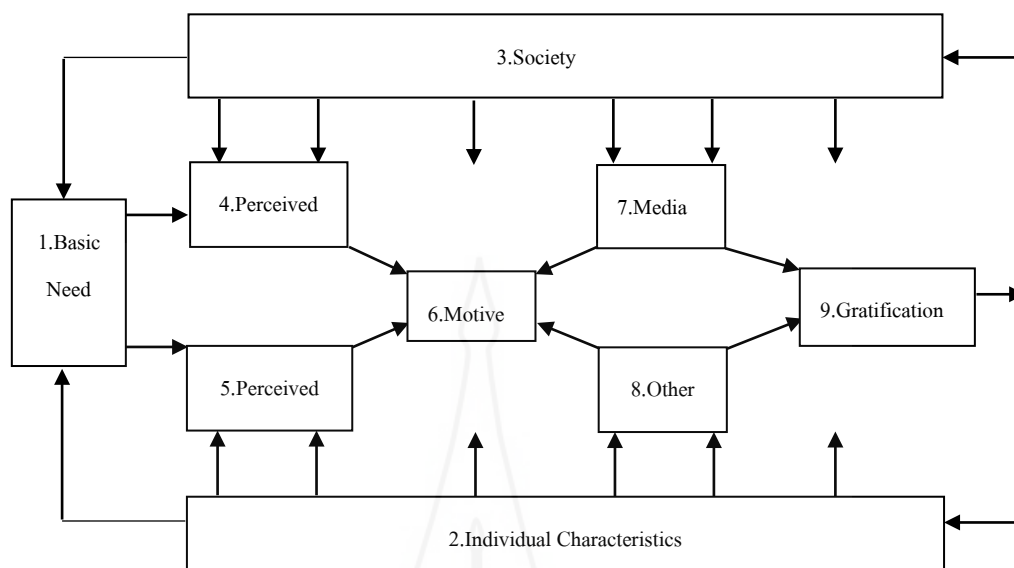 3.Society
4.Perceived
7.Media
1.Basic
Need
6.Motive
9.Gratification
5.Perceived
8.Other
2.Individual Characteristics